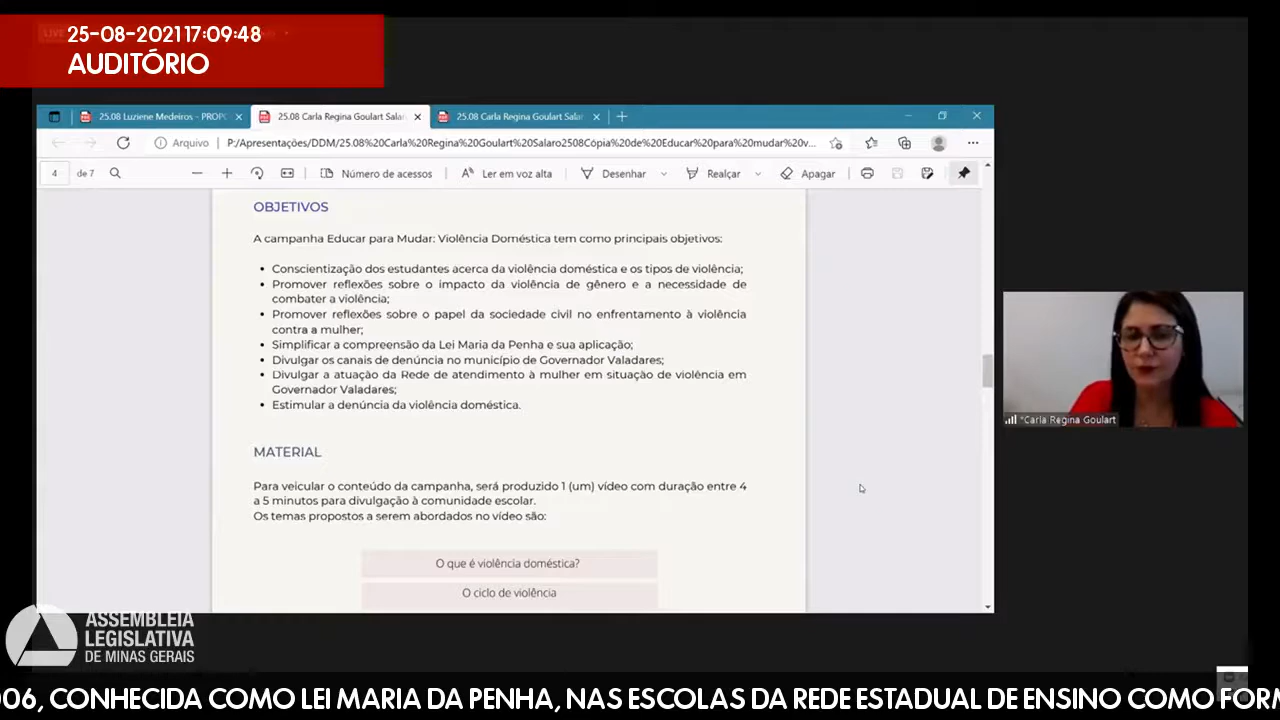 25-08-2021 17:09:48
AUDITÓRIO
25.08 Luziene Medeiros - PROP
25.08 Carla Regina Goulart Salar
25.08 Carla Regina Goulart Salar
Arquivo
P:/Apresentações/DDM/25.08%20Carla%20Regina%20Goulart%20Salaro2508Cópia%20de%20Educar%20para%20mudar%20v...
4 de 7
Número de acessos
Ler em voz alta
Desenhar
Realçar
Apagar
OBJETIVOS
A campanha Educar para Mudar: Violência Doméstica tem como principais objetivos:
• Conscientização dos estudantes acerca da violência doméstica e os tipos de violência;
• Promover reflexões sobre o impacto da violência de gênero e a necessidade de
combater a violência;
• Promover reflexões sobre o papel da sociedade civil no enfrentamento à violência
contra a mulher;
• Simplificar a compreensão da Lei Maria da Penha e sua aplicação;
• Divulgar os canais de denúncia no município de Governador Valadares;
• Divulgar a atuação da Rede de atendimento à mulher em situação de violência em
Governador Valadares;
• Estimular a denúncia da violência doméstica.
MATERIAL
Para veicular o conteúdo da campanha, será produzido 1 (um) vídeo com duração entre 4
a 5 minutos para divulgação à comunidade escolar.
Os temas propostos a serem abordados no vídeo são:
O que é violência doméstica?
O ciclo de violência
*Carla Regina Goulart
ASSEMBLEIA
LEGISLATIVA
DE MINAS GERAIS
006, CONHECIDA COMO LEI MARIA DA PENHA, NAS ESCOLAS DA REDE ESTADUAL DE ENSINO COMO FORM